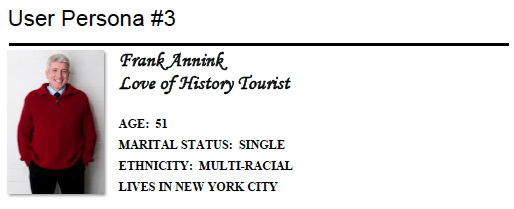 User Persona #3
Frank Annink
Love of History Tourist
AGE: 51
MARITAL STATUS: SINGLE
ETHNICITY: MULTI-RACIAL
LIVES IN NEW YORK CITY